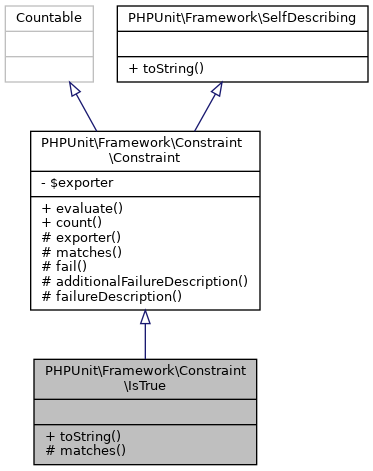 Countable
PHPUnit\Framework\SelfDescribing
+ toString()
PHPUnit\Framework\Constraint
\Constraint
- $exporter
+ evaluate()
+ count()
# exporter()
# matches()
# fail()
# additionalFailureDescription()
# failureDescription()
PHPUnit\Framework\Constraint
\IsTrue
+ toString()
# matches()